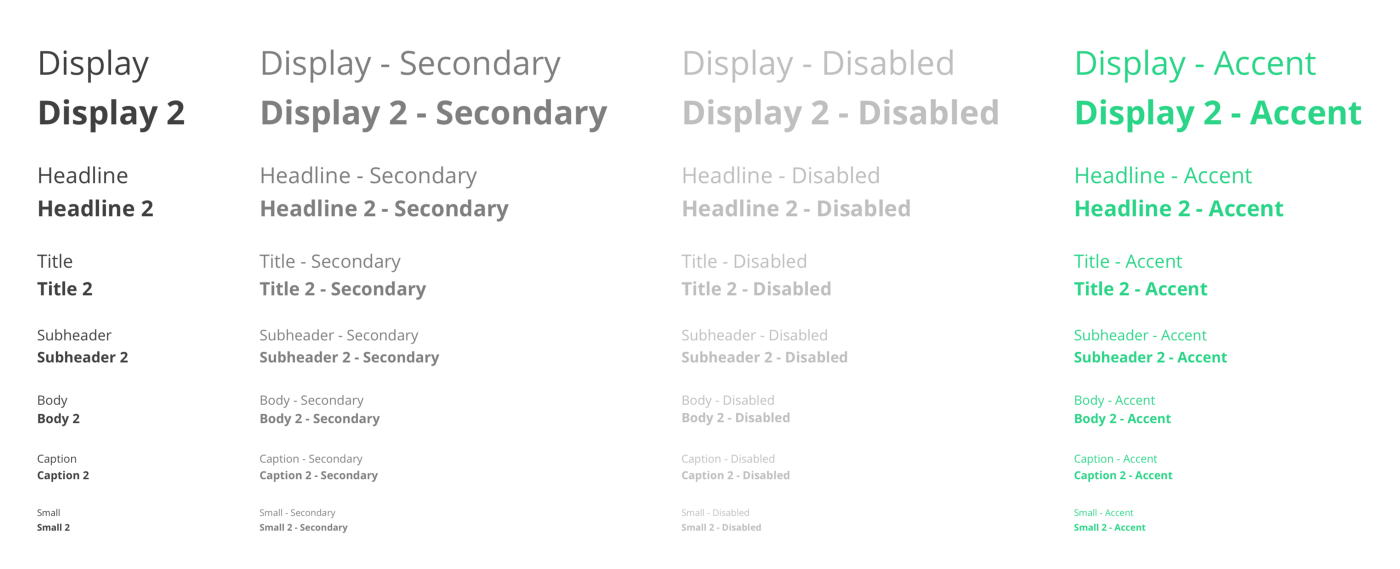 Display
Display 2
Headline
Headline 2
Title
Title 2
Subheader
Subheader 2
Body
Body 2
Caption
Caption 2
Small
Small 2
Display - Secondary
Display 2 - Secondary
Headline - Secondary
Headline 2 - Secondary
Title - Secondary
Title 2 - Secondary
Subheader - Secondary
Subheader 2 - Secondary
Body - Secondary
Body 2 - Secondary
Caption - Secondary
Caption 2 - Secondary
Small - Secondary
Small 2 - Secondary
Display - Disabled
Display 2 - Disabled
Headline - Disabled
Headline 2 - Disabled
Title - Disabled
Title 2 - Disabled
Subheader - Disabled
Subheader 2 - Disabled
Body - Disabled
Body 2 - Disabled
Caption - Disabled
Caption 2 - Disabled
Small - Disabled
Small 2 - Disabled
Display - Accent
Display 2 - Accent
Headline - Accent
Headline 2 - Accent
Title - Accent
Title 2 - Accent
Subheader - Accent
Subheader 2 - Accent
Body - Accent
Body 2 - Accent
Caption - Accent
Caption 2 - Accent
Small - Accent
Small 2 - Accent